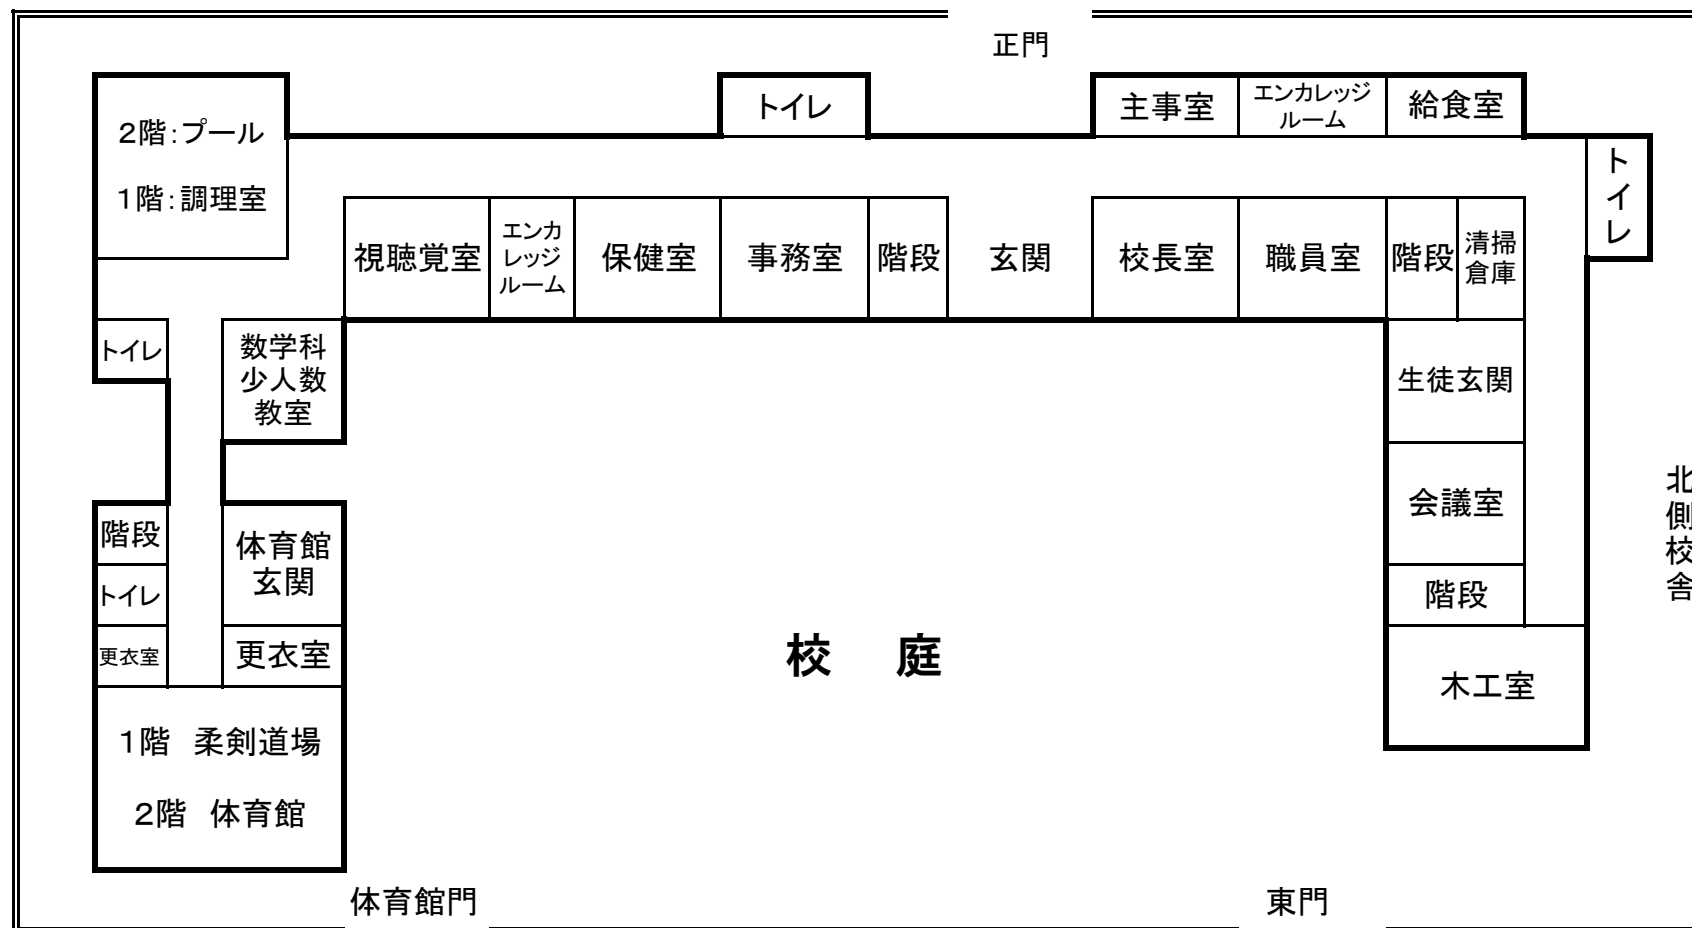 正門
トイレ
主事室
エンカレッジ
ルーム
給食室
2階:プール
1階:調理室
トイレ
視聴覚室
エンカ
レッジ
ルーム
保健室
事務室
階段
玄関
校長室
職員室
階段
清掃
倉庫
トイレ
数学科
少人数
教室
生徒玄関
会議室
北側校舎
階段
体育館
玄関
トイレ
階段
更衣室
更衣室
校 庭
木工室
1階 柔剣道場
2階 体育館
体育館門
東門